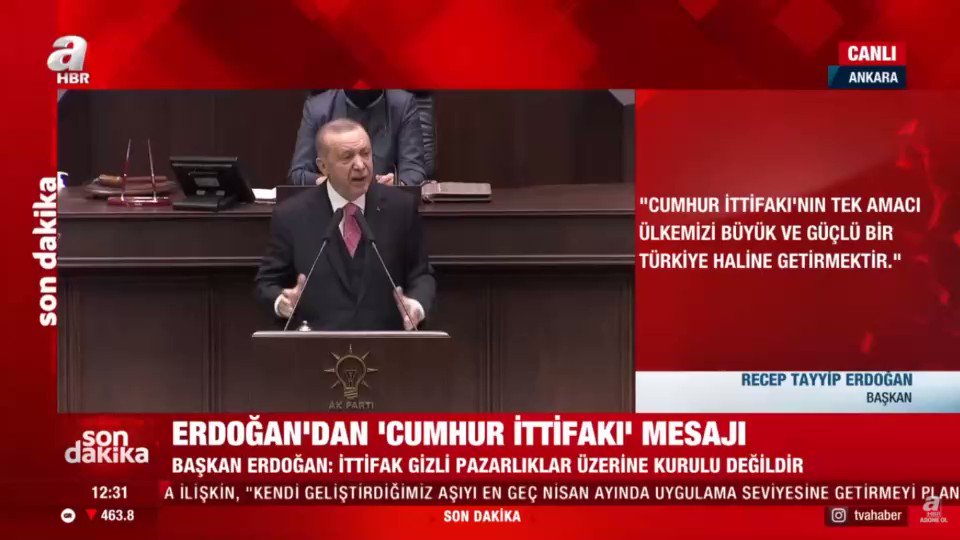 a
HBR
CANLI
ANKARA
son dakika
"CUMHUR İTTİFAKI'NIN TEK AMACI
ÜLKEMİZİ BÜYÜK VE GÜÇLÜ BİR
TÜRKİYE HALİNE GETİRMEKTİR."
AK PARTİ
RECEP TAYYİP ERDOĞAN
BAŞKAN
son
dakika
ERDOĞAN'DAN 'CUMHUR İTTİFAKI' MESAJI
BAŞKAN ERDOĞAN: İTTİFAK GİZLİ PAZARLIKLAR ÜZERİNE KURULU DEĞİLDİR
12:31
A İLİŞKİN, "KENDİ GELİŞTİRDİĞİMİZ AŞIYI EN GEÇ NİSAN AYINDA UYGULAMA SEVİYESİNE GETİRMEYİ PLAN
463.8
SON DAKİKA
tvahaber
a
HBR
ABONE OL